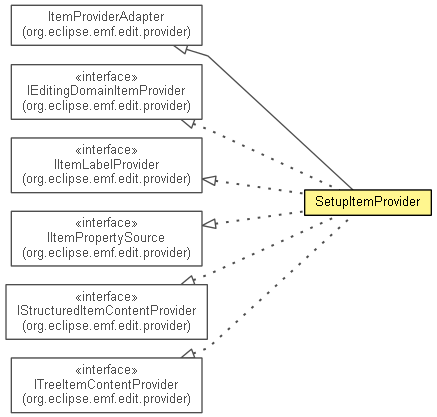 ItemProviderAdapter
(org.eclipse.emf.edit.provider)
«interface»
IEditingDomainItemProvider
(org.eclipse.emf.edit.provider)
«interface»
IItemLabelProvider
(org.eclipse.emf.edit.provider)
SetupItemProvider
«interface»
IItemPropertySource
(org.eclipse.emf.edit.provider)
«interface»
IStructuredItemContentProvider
(org.eclipse.emf.edit.provider)
«interface»
ITreeItemContentProvider
(org.eclipse.emf.edit.provider)